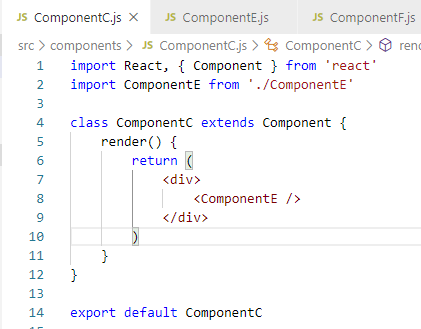 JS ComponentC.js × JS ComponentE.js JS ComponentF.js
src > components > JS ComponentC.js > ComponentC >
1 import React, { Component } from 'react'
2 import ComponentE from './ComponentE'
3
4 class ComponentC extends Component {
5 render() {
6 return (
7 <div>
8 <ComponentE />
9 </div>
10 )
11 }
12 }
13
14 export default ComponentC